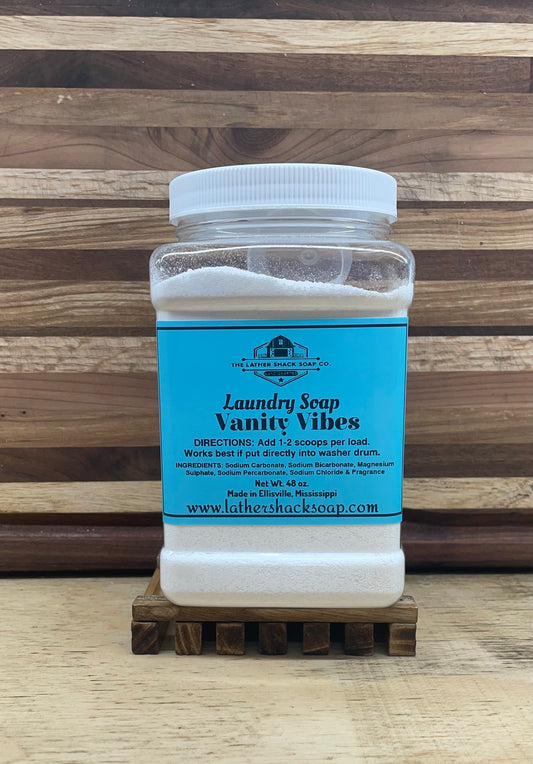 THE LATHER SHACK SOAP CO.
Laundry Soap
Vanity Vibes
DIRECTIONS: Add 1-2 scoops per load.
Works best if put directly into washer drum.
INGREDIENTS: Sodium Carbonate, Sodium Bicarbonate, Magnesium
Sulphate, Sodium Percarbonate, Sodium Chloride & Fragrance
Net Wt. 48 oz.
Made in Ellisville, Mississippi
www.lathershacksoap.com